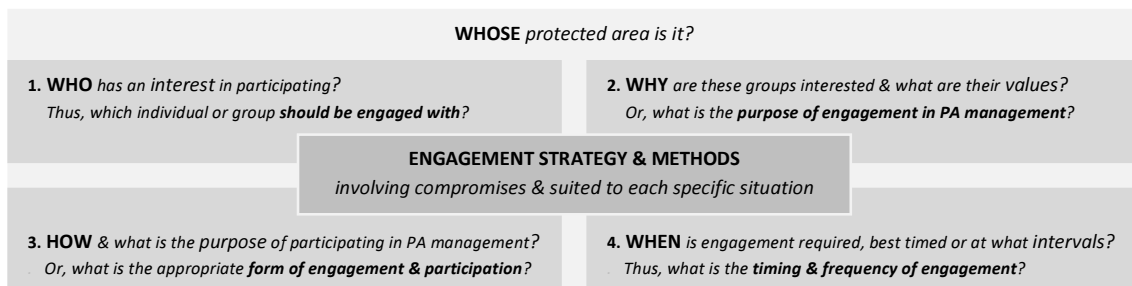 WHOSE protected area is it?
1. WHO has an interest in participating?
Thus, which individual or group should be engaged with?
2. WHY are these groups interested & what are their values?
Or, what is the purpose of engagement in PA management?
ENGAGEMENT STRATEGY & METHODS
involving compromises & suited to each specific situation
3. HOW & what is the purpose of participating in PA management?
Or, what is the appropriate form of engagement & participation?
4. WHEN is engagement required, best timed or at what intervals?
Thus, what is the timing & frequency of engagement?